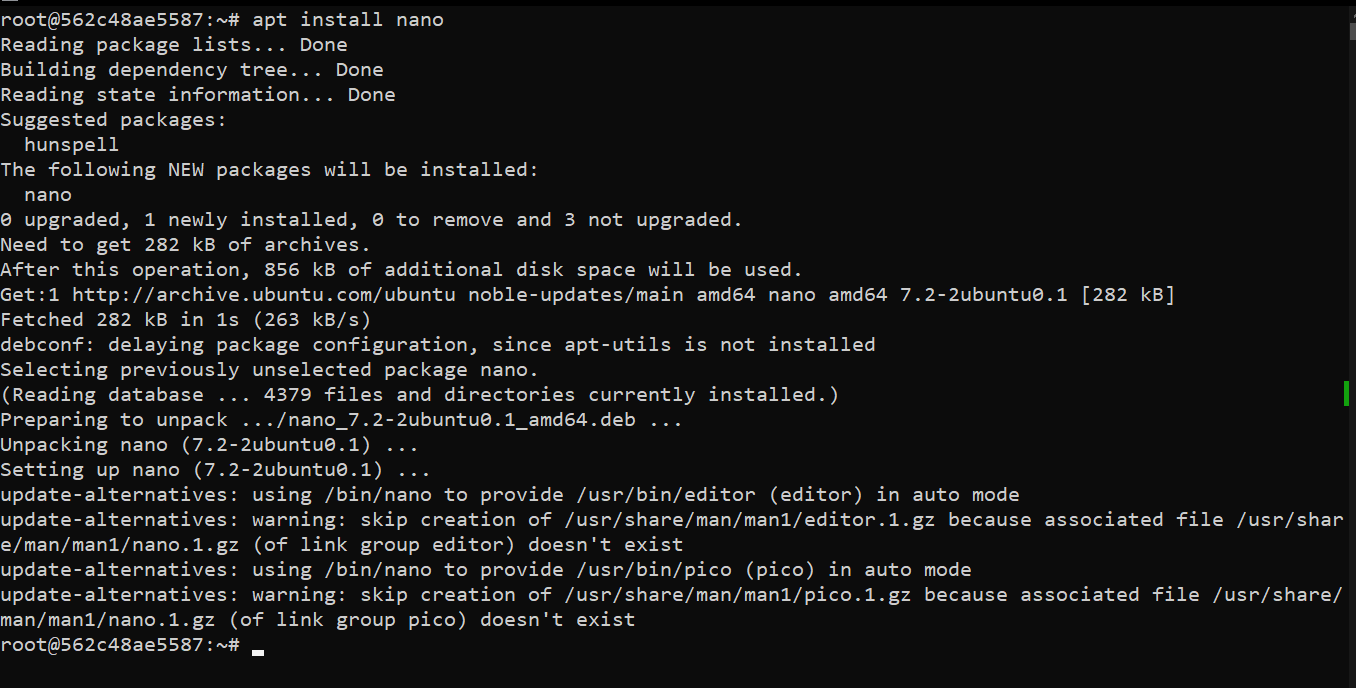 root@562c48ae5587:~# apt install nano
Reading package lists... Done
Building dependency tree... Done
Reading state information... Done
Suggested packages:
  hunspell
The following NEW packages will be installed:
  nano
0 upgraded, 1 newly installed, 0 to remove and 3 not upgraded.
Need to get 282 kB of archives.
After this operation, 856 kB of additional disk space will be used.
Get:1 http://archive.ubuntu.com/ubuntu noble-updates/main amd64 nano amd64 7.2-2ubuntu0.1 [282 kB]
Fetched 282 kB in 1s (263 kB/s)
debconf: delaying package configuration, since apt-utils is not installed
Selecting previously unselected package nano.
(Reading database ... 4379 files and directories currently installed.)
Preparing to unpack .../nano_7.2-2ubuntu0.1_amd64.deb ...
Unpacking nano (7.2-2ubuntu0.1) ...
Setting up nano (7.2-2ubuntu0.1) ...
update-alternatives: using /bin/nano to provide /usr/bin/editor (editor) in auto mode
update-alternatives: warning: skip creation of /usr/share/man/man1/editor.1.gz because associated file /usr/shar
e/man/man1/nano.1.gz (of link group editor) doesn't exist
update-alternatives: using /bin/nano to provide /usr/bin/pico (pico) in auto mode
update-alternatives: warning: skip creation of /usr/share/man/man1/pico.1.gz because associated file /usr/share/
man/man1/nano.1.gz (of link group pico) doesn't exist
root@562c48ae5587:~#